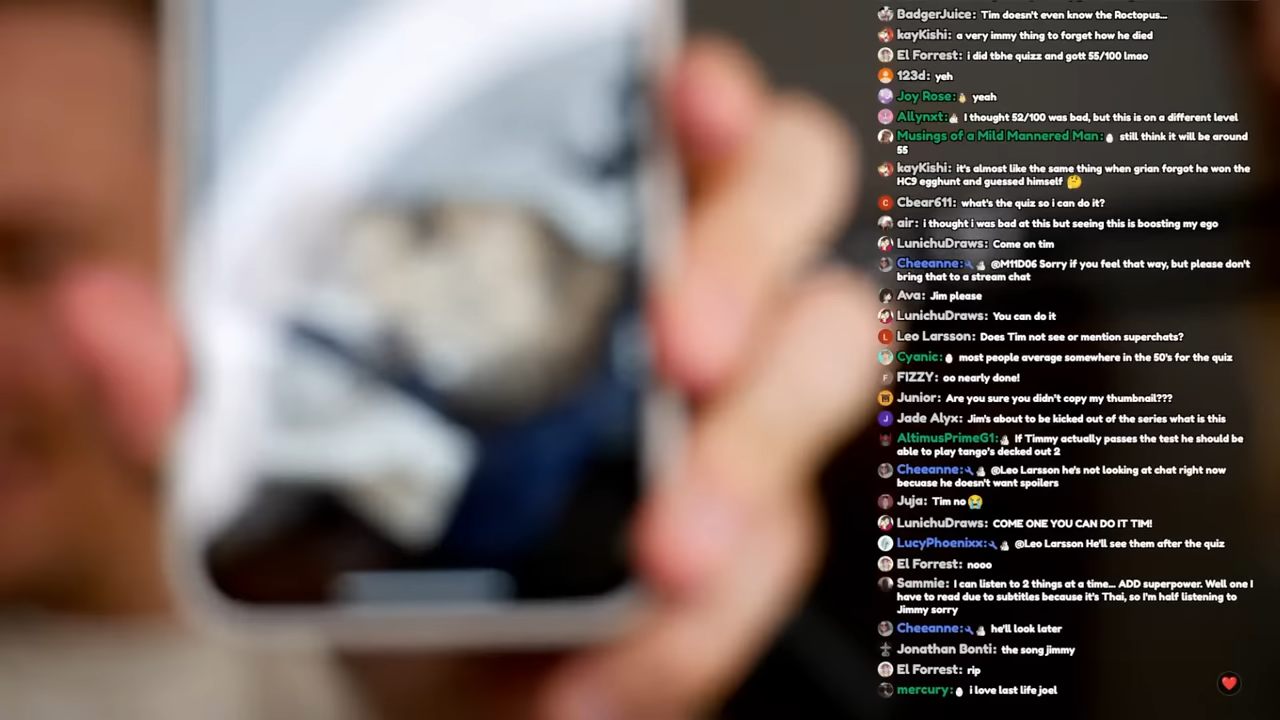 BadgerJuice: Tim doesn't even know the Roctopus...
kayKishi: a very immy thing to forget how he died
El Forrest: i did tbhe quizz and gott 55/100 lmao
123d: yeh
Joy Rose: yeah
Allynxt: I thought 52/100 was bad, but this is on a different level
Musings of a Mild Mannered Man: still think it will be around
55
kayKishi: it's almost like the same thing when grian forgot he won the
HC9 egghunt and guessed himself 🤔
Cbear611: what's the quiz so i can do it?
air: i thought i was bad at this but seeing this is boosting my ego
LunichuDraws: Come on tim
Cheeanne: @M11D06 Sorry if you feel that way, but please don't
bring that to a stream chat
Ava: Jim please
LunichuDraws: You can do it
Leo Larsson: Does Tim not see or mention superchats?
Cyanic: most people average somewhere in the 50's for the quiz
FIZZY: oo nearly done!
Junior: Are you sure you didn't copy my thumbnail???
Jade Alyx: Jim's about to be kicked out of the series what is this
AltimusPrimeG1: If Timmy actually passes the test he should be
able to play tango's decked out 2
Cheeanne: @Leo Larsson he's not looking at chat right now
becuase he doesn't want spoilers
Juja: Tim no 😭
LunichuDraws: COME ONE YOU CAN DO IT TIM!
LucyPhoenixx: @Leo Larsson He'll see them after the quiz
El Forrest: nooo
Sammie: I can listen to 2 things at a time... ADD superpower. Well one I
have to read due to subtitles because it's Thai, so I'm half listening to
Jimmy sorry
Cheeanne: he'll look later
Jonathan Bonti: the song jimmy
El Forrest: rip
mercury: i love last life joel